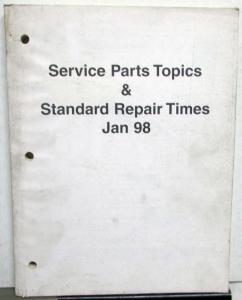 Service Parts Topics
&
Standard Repair Times
Jan 98